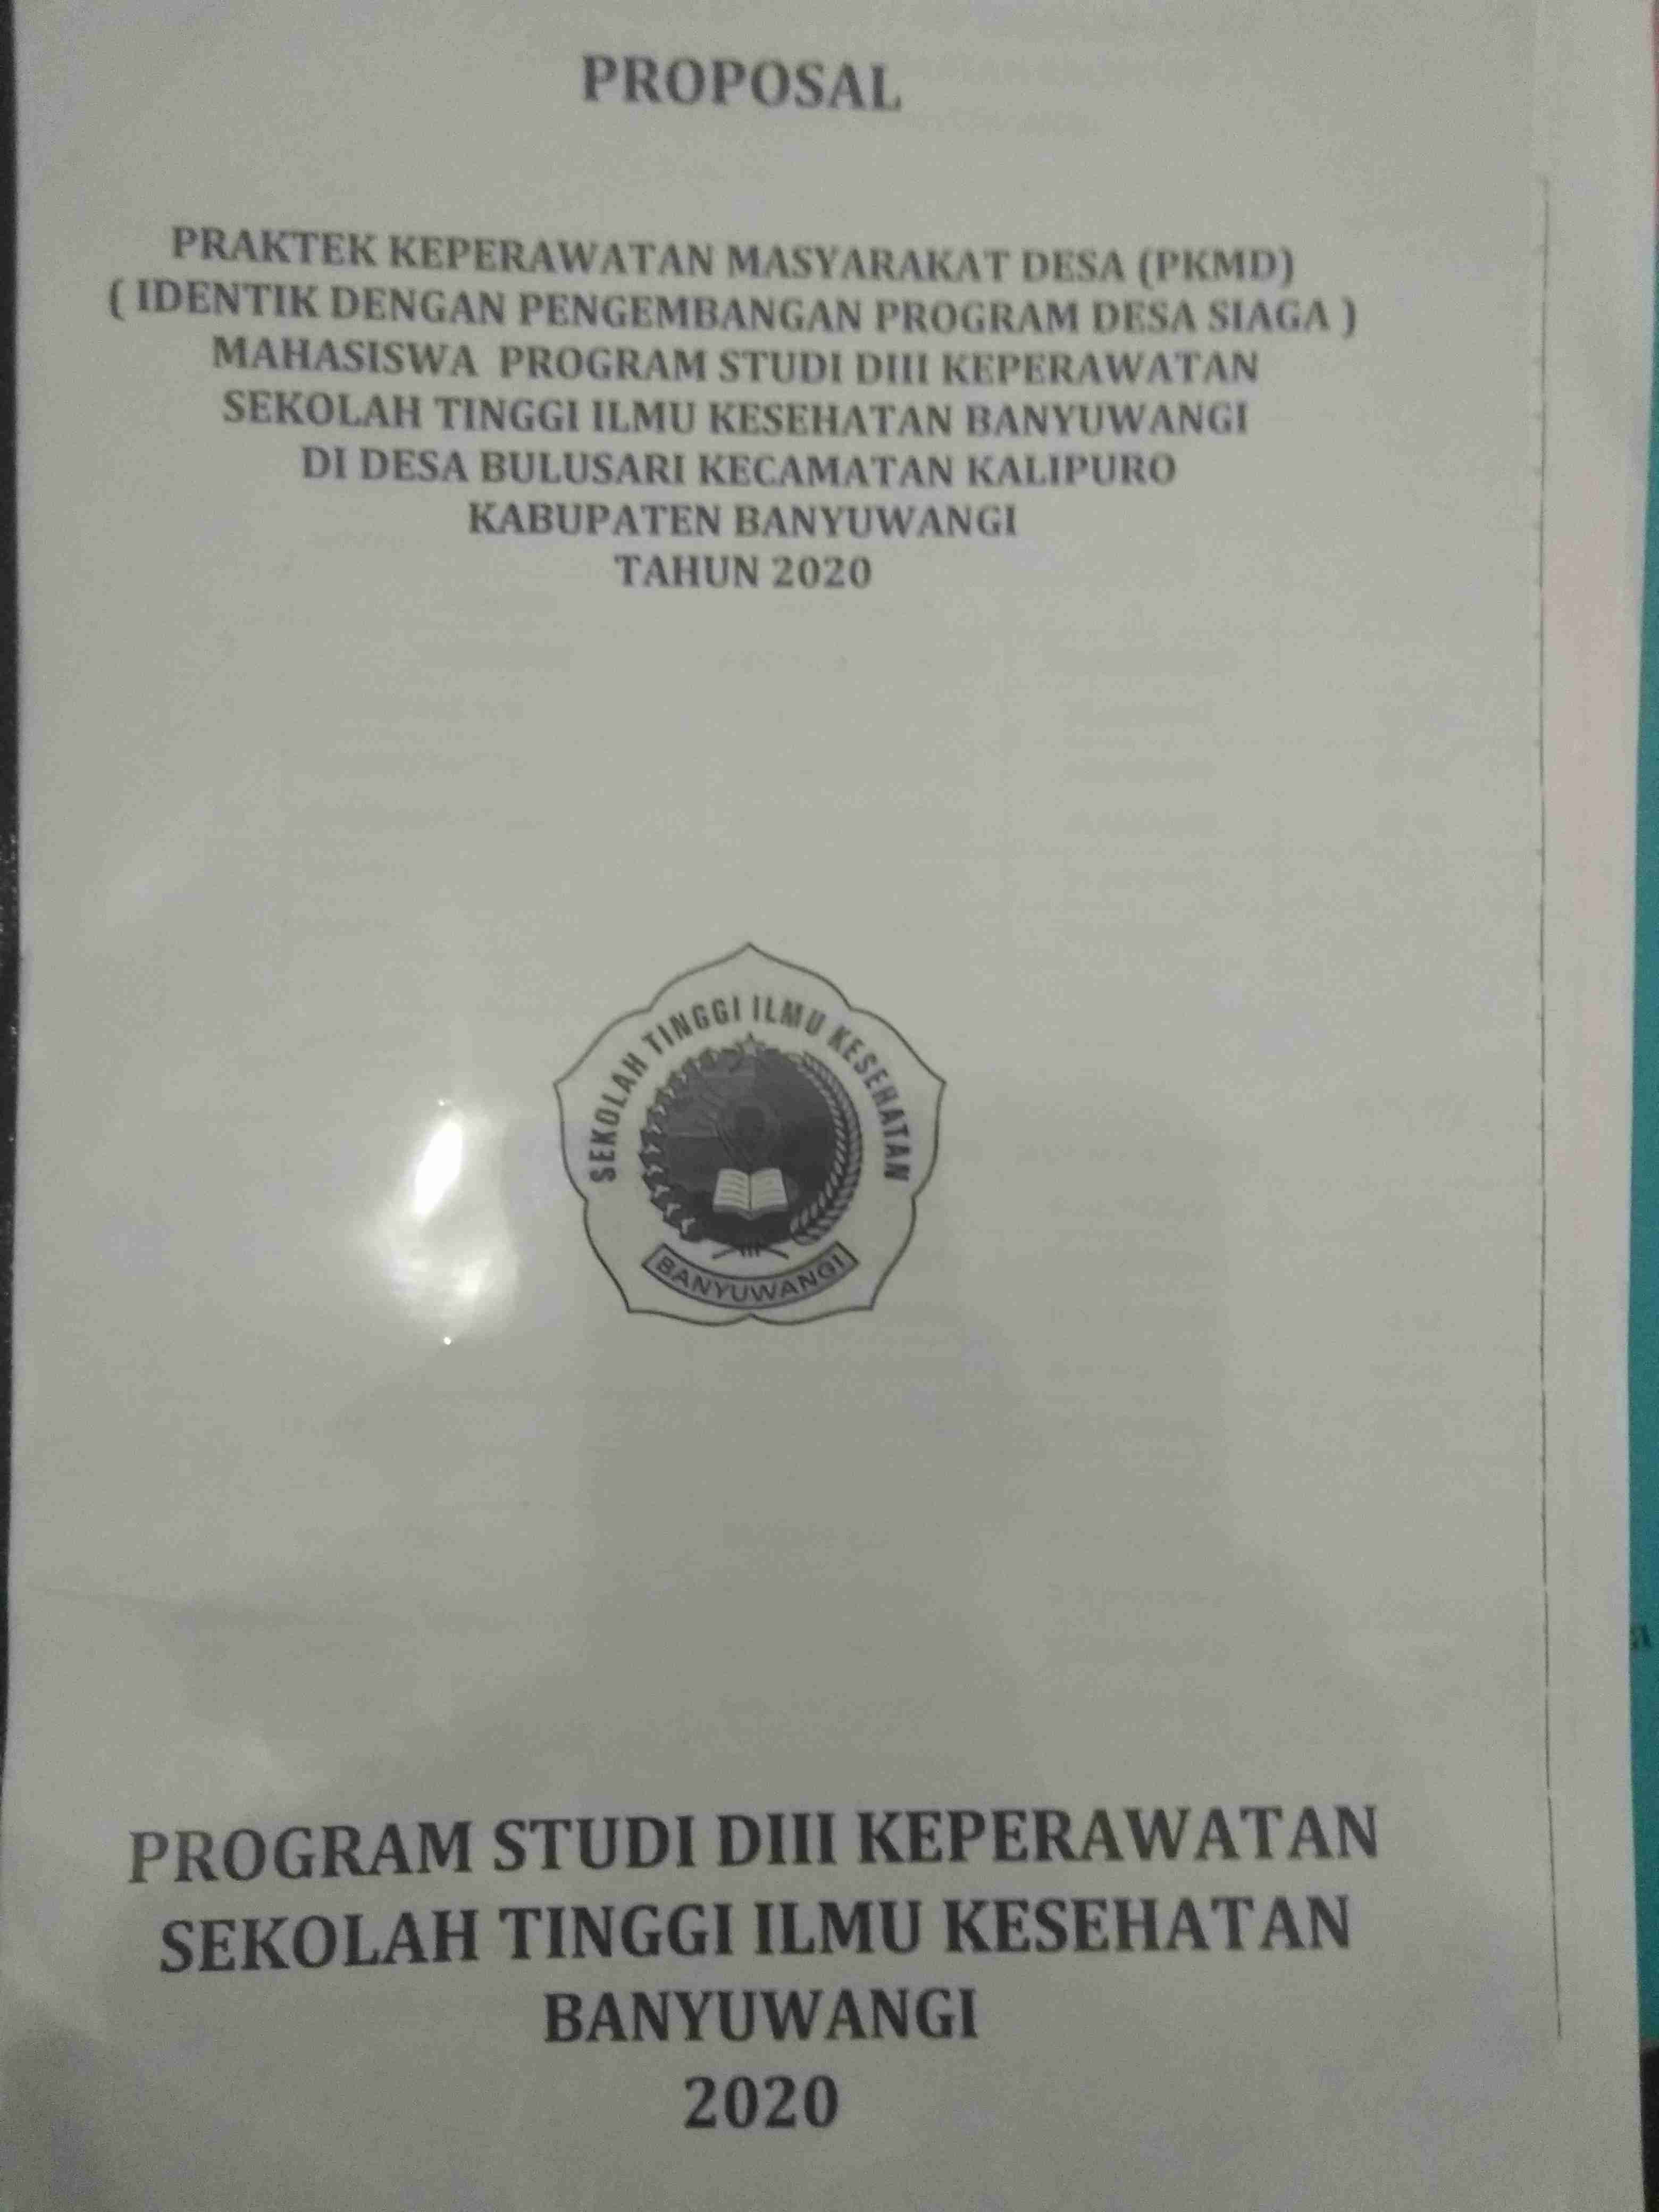 PROPOSAL
PRAKTEK KEPERAWATAN MASYARAKAT DESA (PKMD)
( IDENTIK DENGAN PENGEMBANGAN PROGRAM DESA SIAGA )
MAHASISWA PROGRAM STUDI DIII KEPERAWATAN
SEKOLAH TINGGI ILMU KESEHATAN BANYUWANGI
DI DESA BULUSARI KECAMATAN KALIPURO
KABUPATEN BANYUWANGI
TAHUN 2020
SEKOLAH TINGGI ILMU KESEHATAN
BANYUWANGI
PROGRAM STUDI DIII KEPERAWATAN
SEKOLAH TINGGI ILMU KESEHATAN
BANYUWANGI
2020